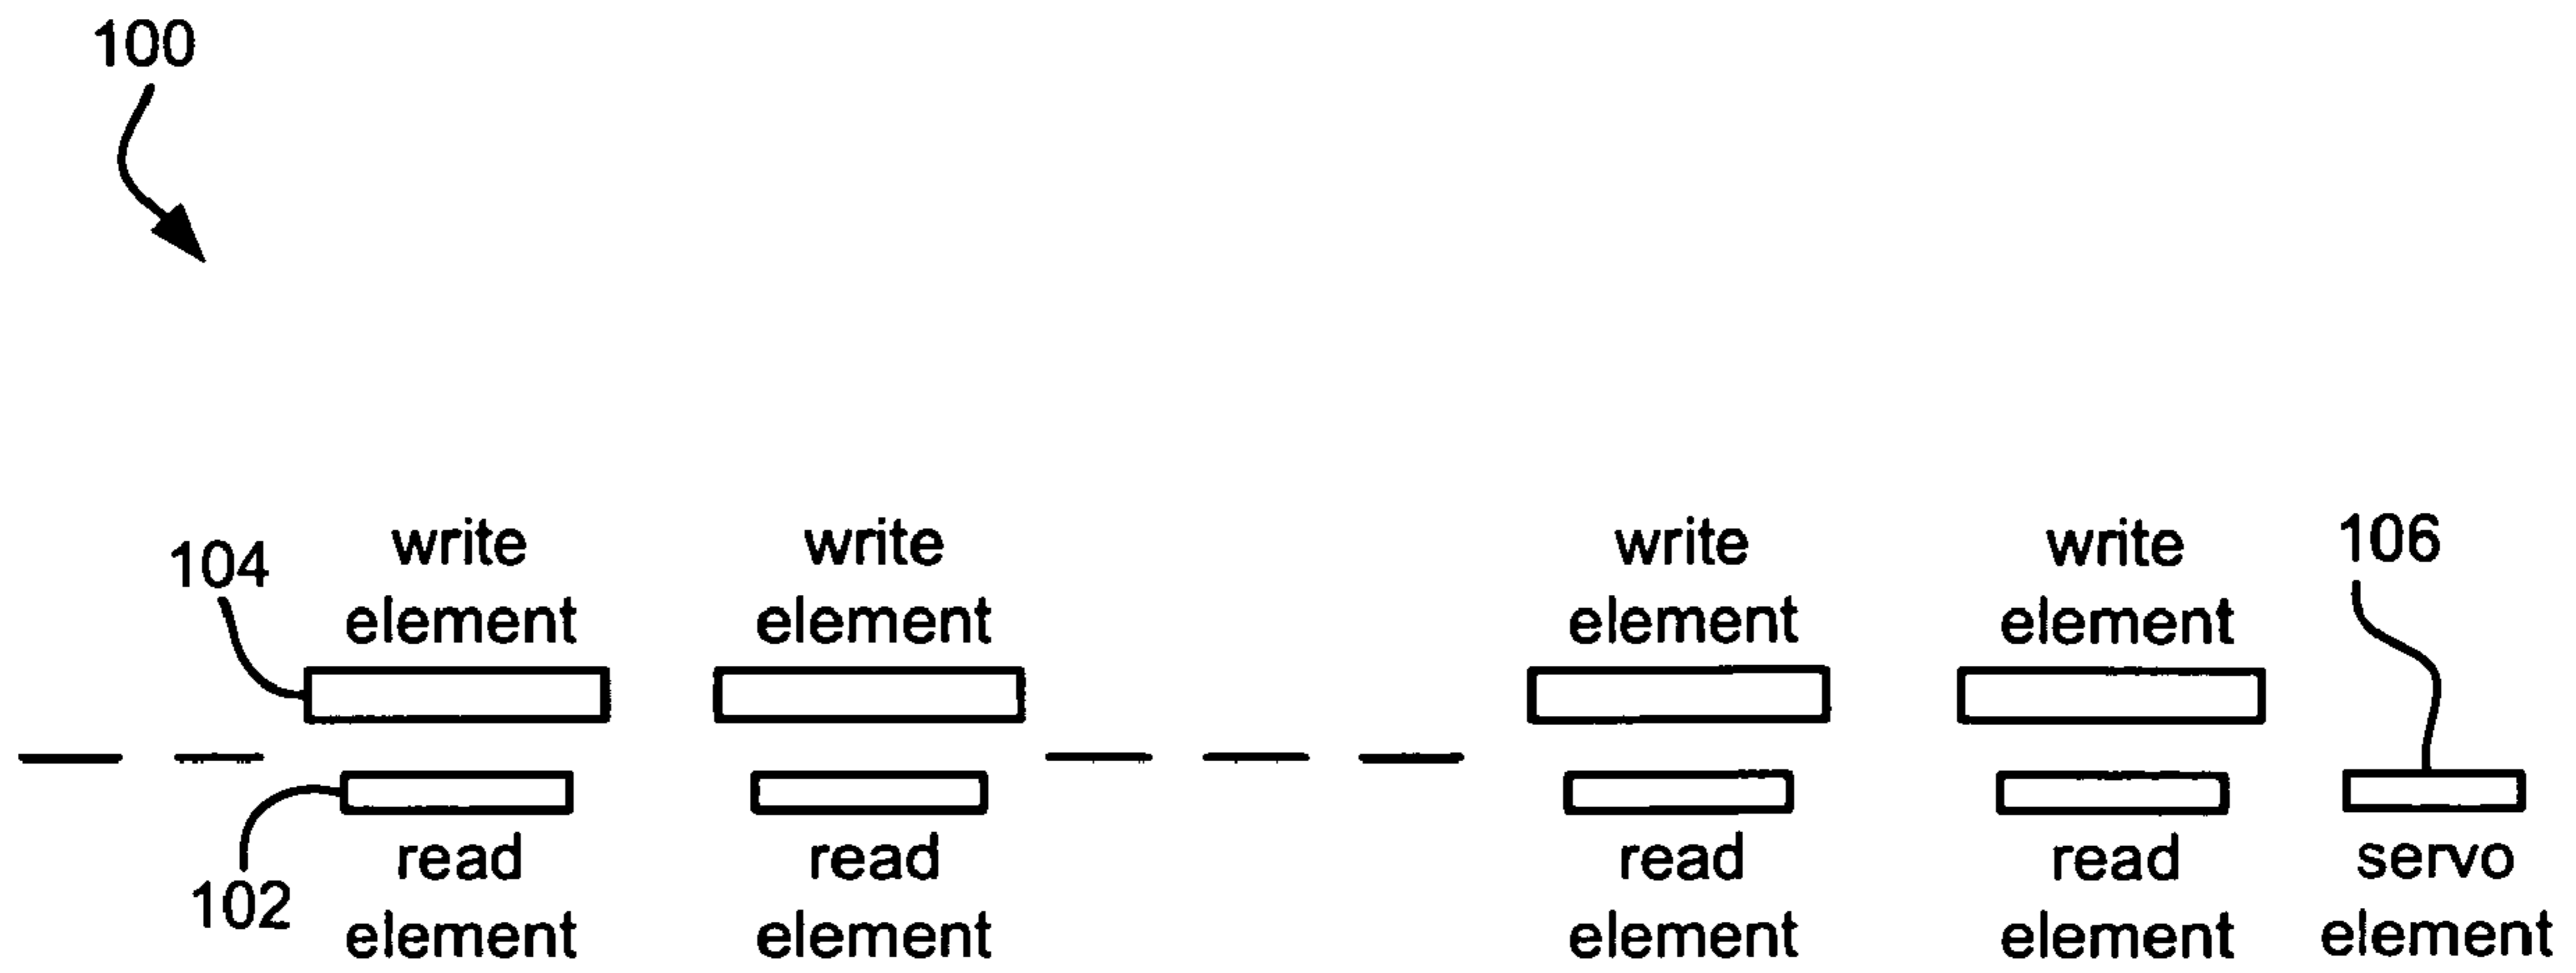 100
104
write
element
write
element
write
element
write
element
106
102
read
element
read
element
read
element
read
element
servo
element